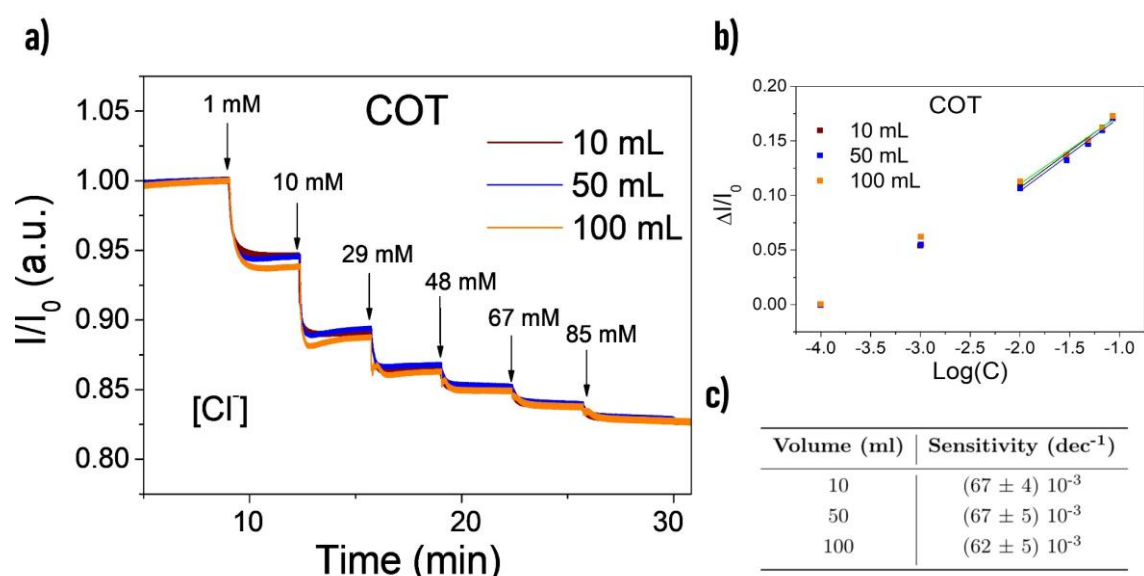 a)
COT
1 mM
10 mM
29 mM
48 mM
67 mM
85 mM
10 mL
50 mL
100 mL
[Cl⁻]
I/I₀ (a.u.)
1.05
1.00
0.95
0.90
0.85
0.80
10
20
30
Time (min)
b)
COT
10 mL
50 mL
100 mL
ΔI/I₀
0.20
0.15
0.10
0.05
0.00
-4.0
-3.5
-3.0
-2.5
-2.0
-1.5
-1.0
Log(C)
c)
Volume (ml) Sensitivity (dec⁻¹)
10 (67 ± 4) 10⁻³
50 (67 ± 5) 10⁻³
100 (62 ± 5) 10⁻³